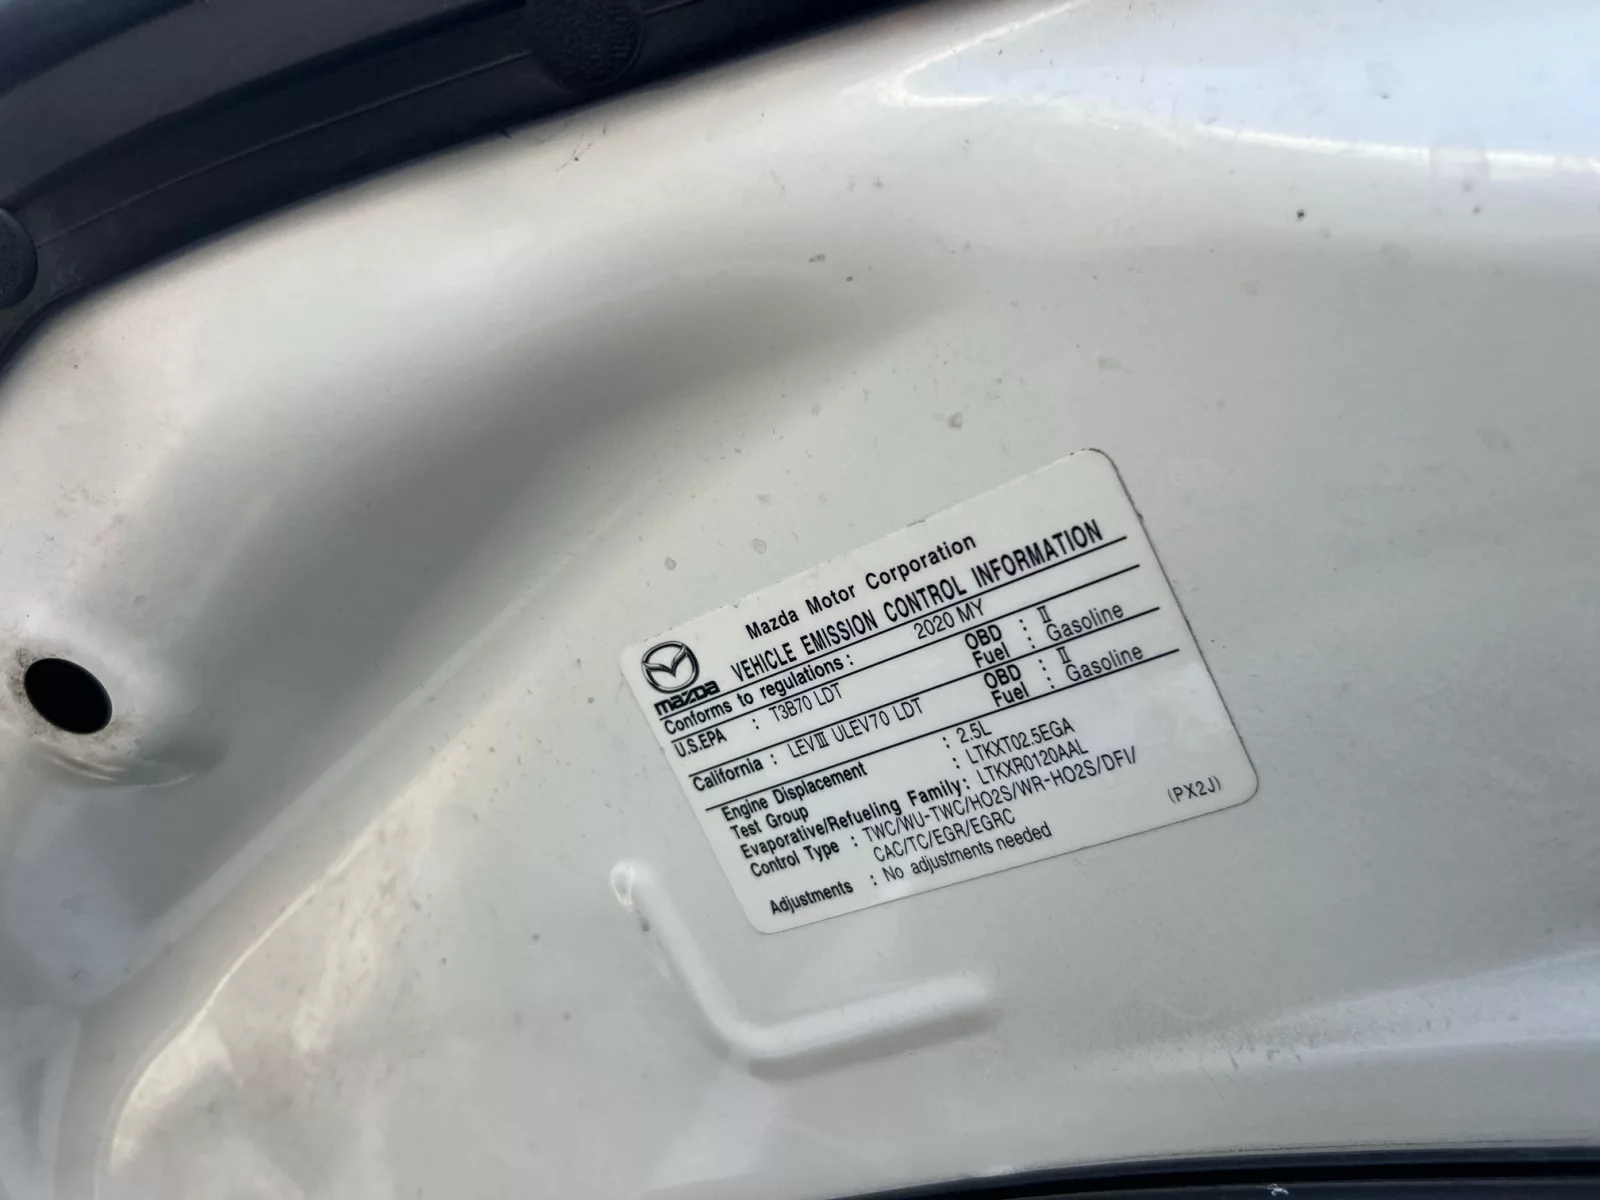 Mazda Motor Corporation
mazda
VEHICLE EMISSION CONTROL INFORMATION
Conforms to regulations : 2020 MY
U.S.EPA : T3B70 LDT OBD : II
Fuel : Gasoline
California : LEVIII ULEV70 LDT OBD : II
Fuel : Gasoline
Engine Displacement : 2.5L
Test Group : LTKXT02.5EGA
Evaporative/Refueling Family: LTKXR0120AAL
Control Type : TWC/WU-TWC/HO2S/WR-HO2S/DFI/
CAC/TC/EGR/EGRC
Adjustments : No adjustments needed
(PX2J)